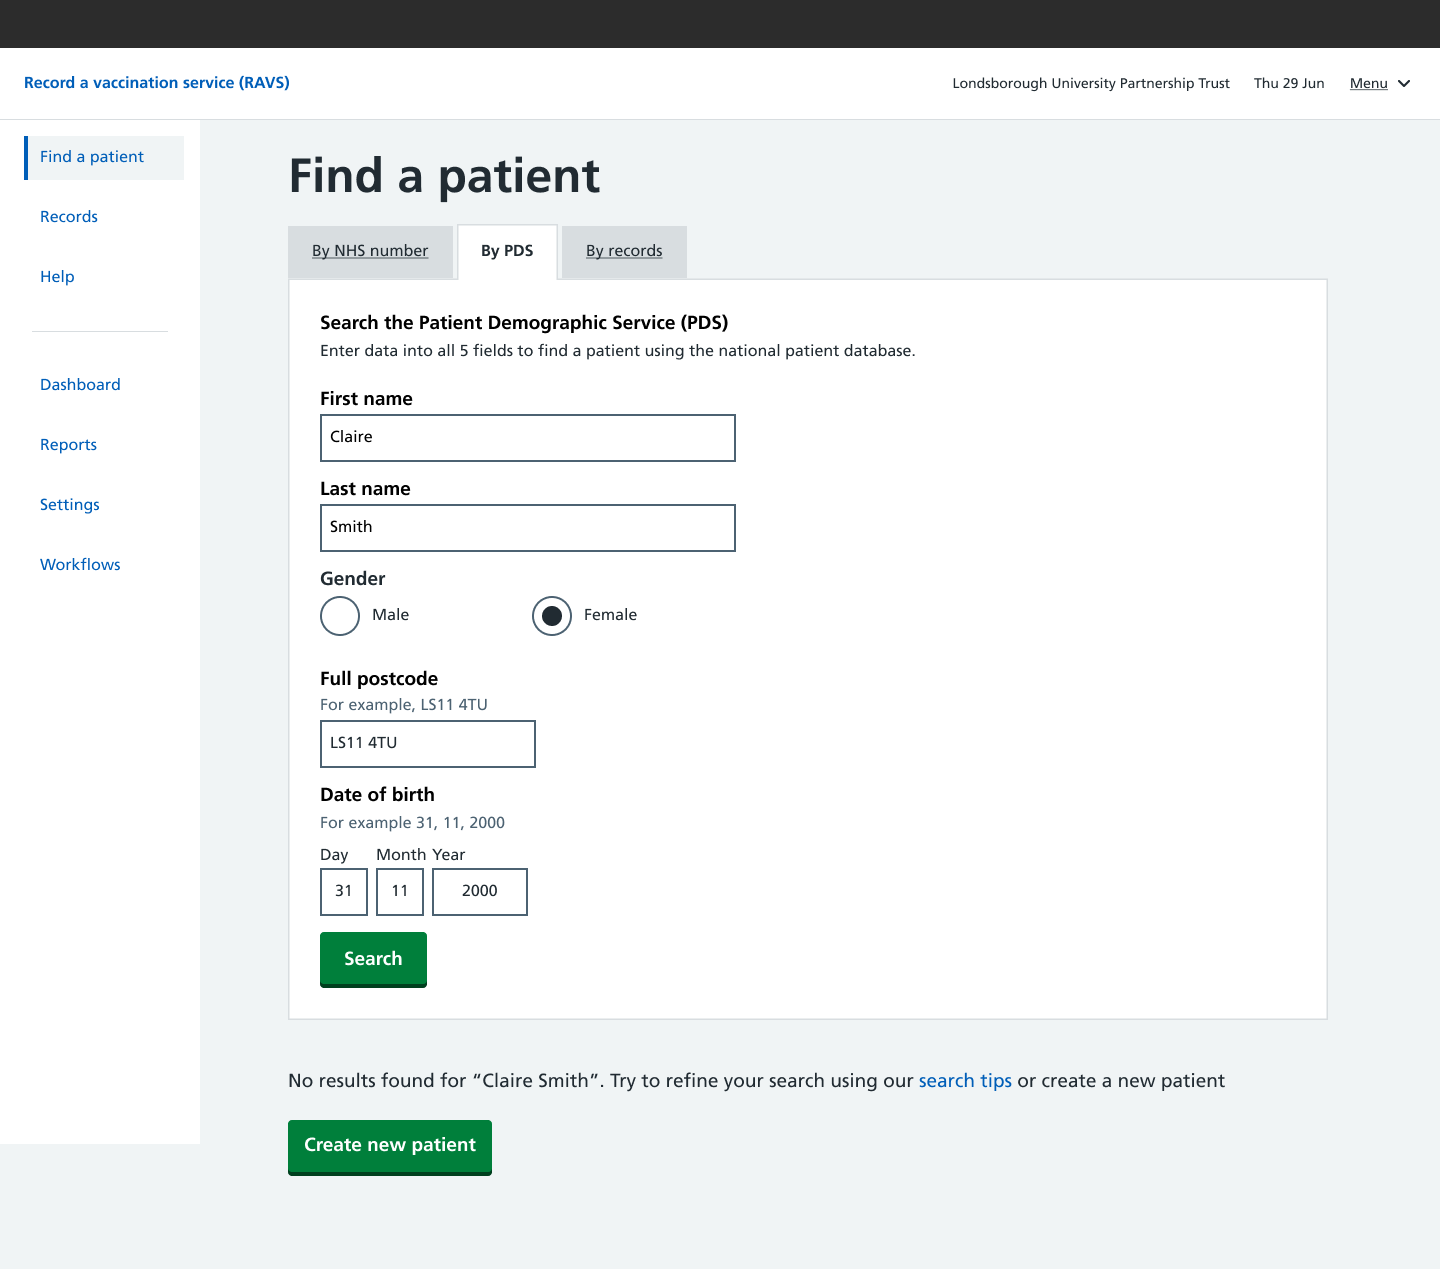 Record a vaccination service (RAVS)
Londsborough University Partnership Trust Thu 29 Jun Menu
Find a patient
Records
Help
Dashboard
Reports
Settings
Workflows
Find a patient
By NHS number By PDS By records
Search the Patient Demographic Service (PDS)
Enter data into all 5 fields to find a patient using the national patient database.
First name
Claire
Last name
Smith
Gender
Male Female
Full postcode
For example, LS11 4TU
LS11 4TU
Date of birth
For example 31, 11, 2000
Day Month Year
31 11 2000
Search
No results found for “Claire Smith”. Try to refine your search using our search tips or create a new patient
Create new patient